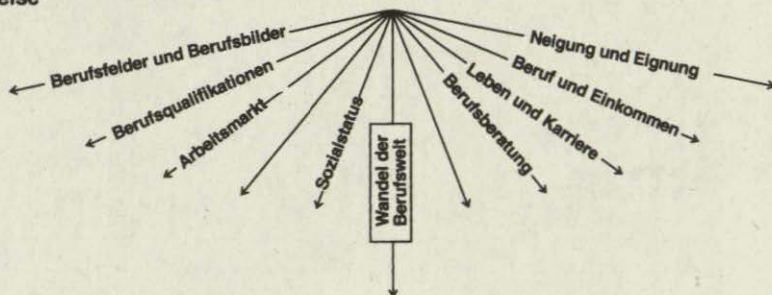 Berufsfelder und Berufsbilder
Berufsqualifikationen
Arbeitsmarkt
Sozialstatus
Wandel der
Berufswelt
Berufsberatung
Leben und Karriere
Beruf und Einkommen
Neigung und Eignung